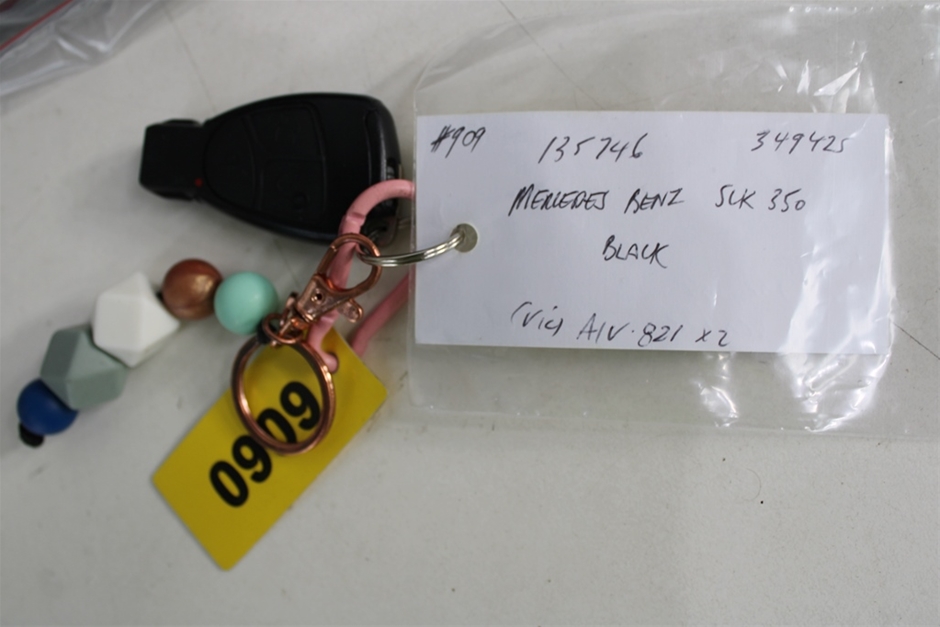 #909 135746 349425
MERCEDES BENZ SLK 350
BLACK
(Vic) AIV·821 x2
0909